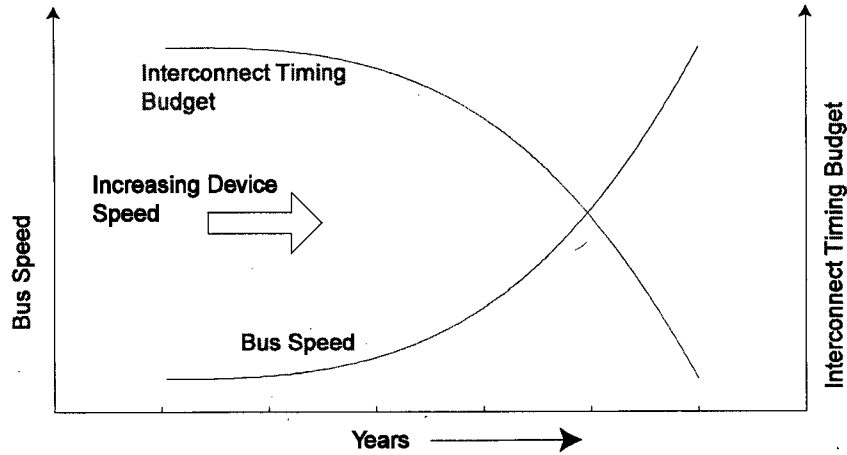 Interconnect Timing
Budget
Increasing Device
Speed
Bus Speed
Bus Speed
Interconnect Timing Budget
Years